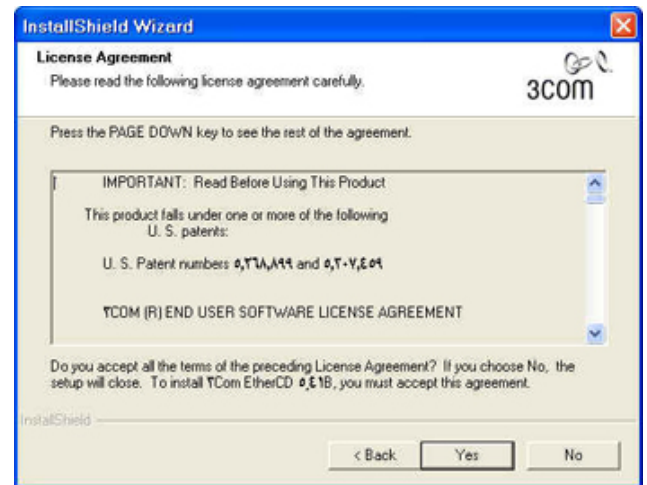 InstallShield Wizard
License Agreement
Please read the following license agreement carefully.
3COM
Press the PAGE DOWN key to see the rest of the agreement.
IMPORTANT: Read Before Using This Product
This product falls under one or more of the following
U. S. patents:
U. S. Patent numbers ٥,٣٦٨,٨٩٩ and ٥,٣٠٧,٤٥٩
٣COM (R) END USER SOFTWARE LICENSE AGREEMENT
Do you accept all the terms of the preceding License Agreement? If you choose No, the
setup will close. To install ٣Com EtherCD ٥,٤٦B, you must accept this agreement.
InstallShield
< Back
Yes
No